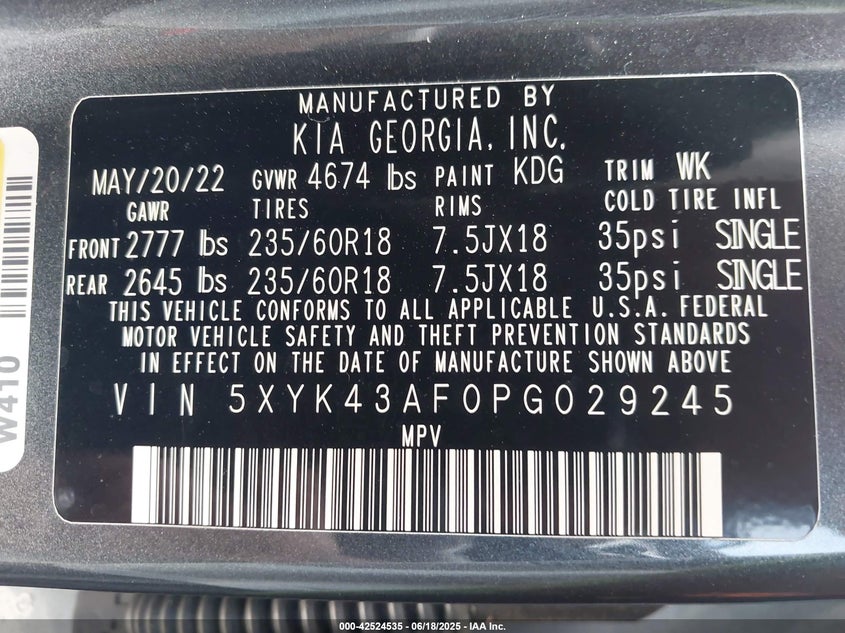 MANUFACTURED BY
KIA GEORGIA, INC.
MAY/20/22 GVWR 4674 lbs PAINT KDG TRIM WK
GAWR TIRES RIMS COLD TIRE INFL
FRONT 2777 lbs 235/60R18 7.5JX18 35psi SINGLE
REAR 2645 lbs 235/60R18 7.5JX18 35psi SINGLE
THIS VEHICLE CONFORMS TO ALL APPLICABLE U.S.A. FEDERAL
MOTOR VEHICLE SAFETY AND THEFT PREVENTION STANDARDS
IN EFFECT ON THE DATE OF MANUFACTURE SHOWN ABOVE
VIN 5XYK43AF0PG029245
MPV
W410
000-42524535 - 06/18/2025 - IAA Inc.